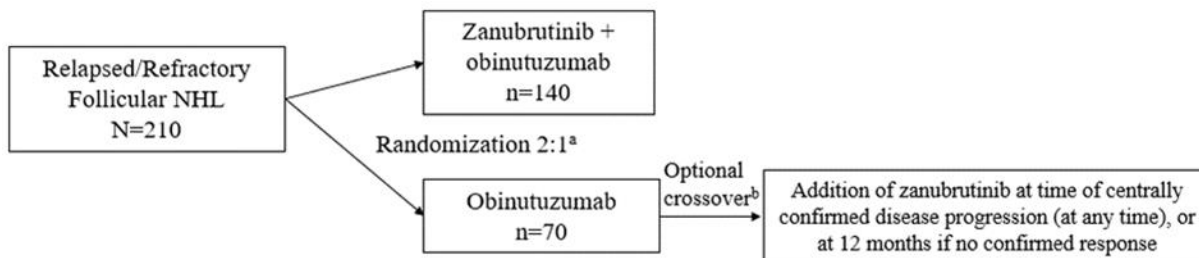 Relapsed/Refractory
Follicular NHL
N=210
Zanubrutinib +
obinutuzumab
n=140
Randomization 2:1ᵃ
Obinutuzumab
n=70
Optional
crossoverᵇ
Addition of zanubrutinib at time of centrally
confirmed disease progression (at any time), or
at 12 months if no confirmed response